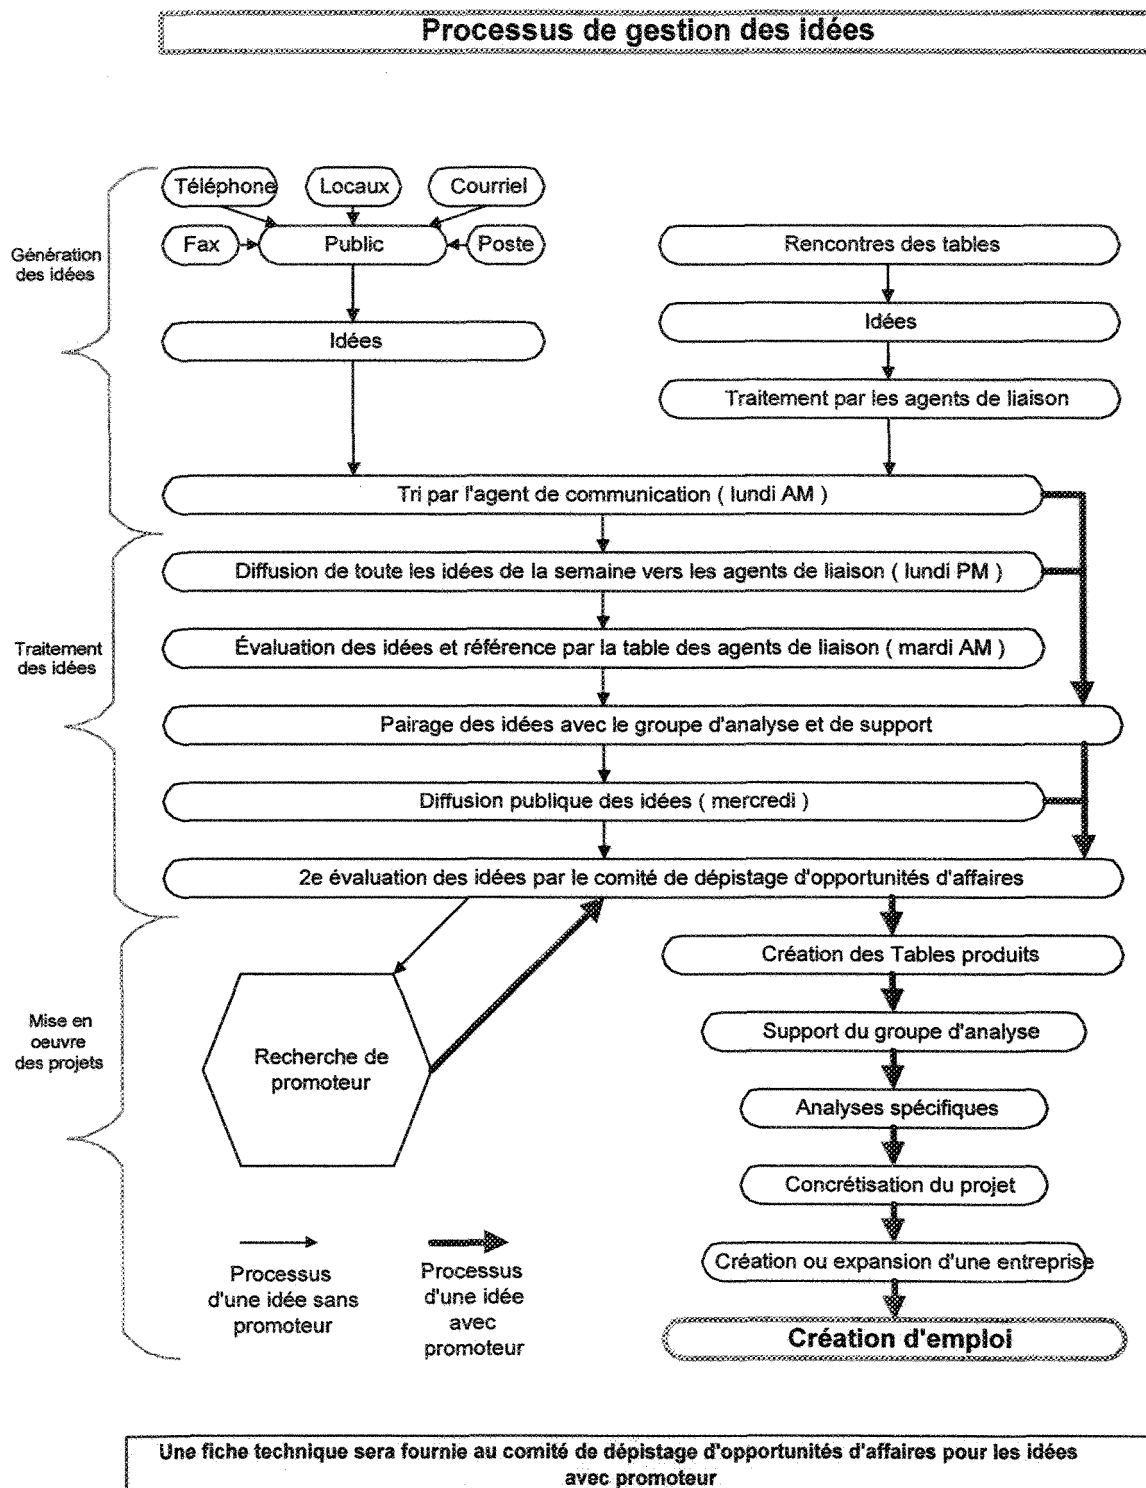 Processus de gestion des idées
Téléphone
Locaux
Courriel
Fax
Public
Poste
Rencontres des tables
Génération
des idées
Idées
Idées
Traitement par les agents de liaison
Tri par l'agent de communication ( lundi AM )
Diffusion de toute les idées de la semaine vers les agents de liaison ( lundi PM )
Traitement
des idées
Évaluation des idées et référence par la table des agents de liaison ( mardi AM )
Pairage des idées avec le groupe d'analyse et de support
Diffusion publique des idées ( mercredi )
2e évaluation des idées par le comité de dépistage d'opportunités d'affaires
Création des Tables produits
Mise en
oeuvre
des projets
Support du groupe d'analyse
Recherche de
promoteur
Analyses spécifiques
Concrétisation du projet
Création ou expansion d'une entreprise
Création d'emploi
Processus
d'une idée sans
promoteur
Processus
d'une idée
avec
promoteur
Une fiche technique sera fournie au comité de dépistage d'opportunités d'affaires pour les idées
avec promoteur